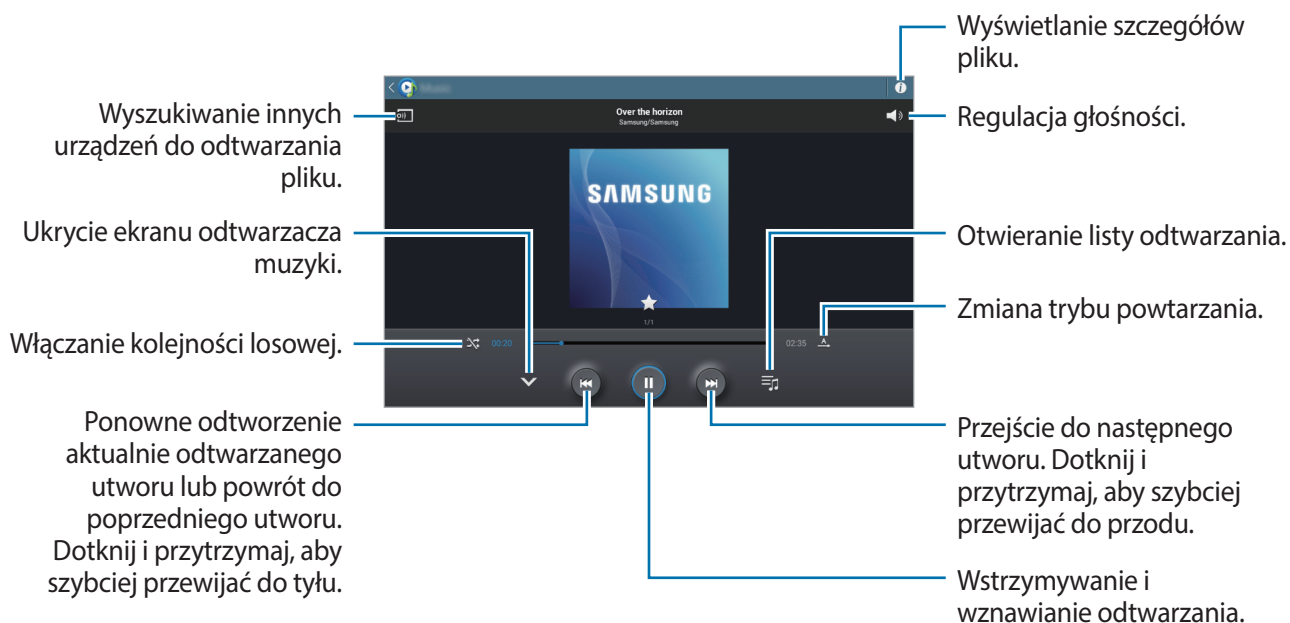 Wyświetlanie szczegółów
pliku.
Wyszukiwanie innych
urządzeń do odtwarzania
pliku.
Regulacja głośności.
Ukrycie ekranu odtwarzacza
muzyki.
Otwieranie listy odtwarzania.
Zmiana trybu powtarzania.
Włączanie kolejności losowej.
Ponowne odtworzenie
aktualnie odtwarzanego
utworu lub powrót do
poprzedniego utworu.
Dotknij i przytrzymaj, aby
szybciej przewijać do tyłu.
Przejście do następnego
utworu. Dotknij i
przytrzymaj, aby szybciej
przewijać do przodu.
Wstrzymywanie i
wznawianie odtwarzania.
Music
Over the horizon
Samsung/Samsung
SAMSUNG
1/1
00:20
02:35
A